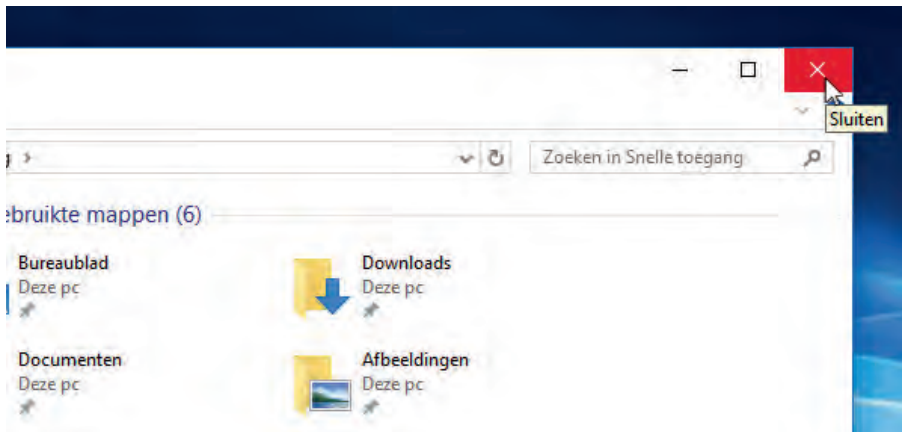 Sluiten
Zoeken in Snelle toegang
ebruikte mappen (6)
Bureaublad
Deze pc
Downloads
Deze pc
Documenten
Deze pc
Afbeeldingen
Deze pc